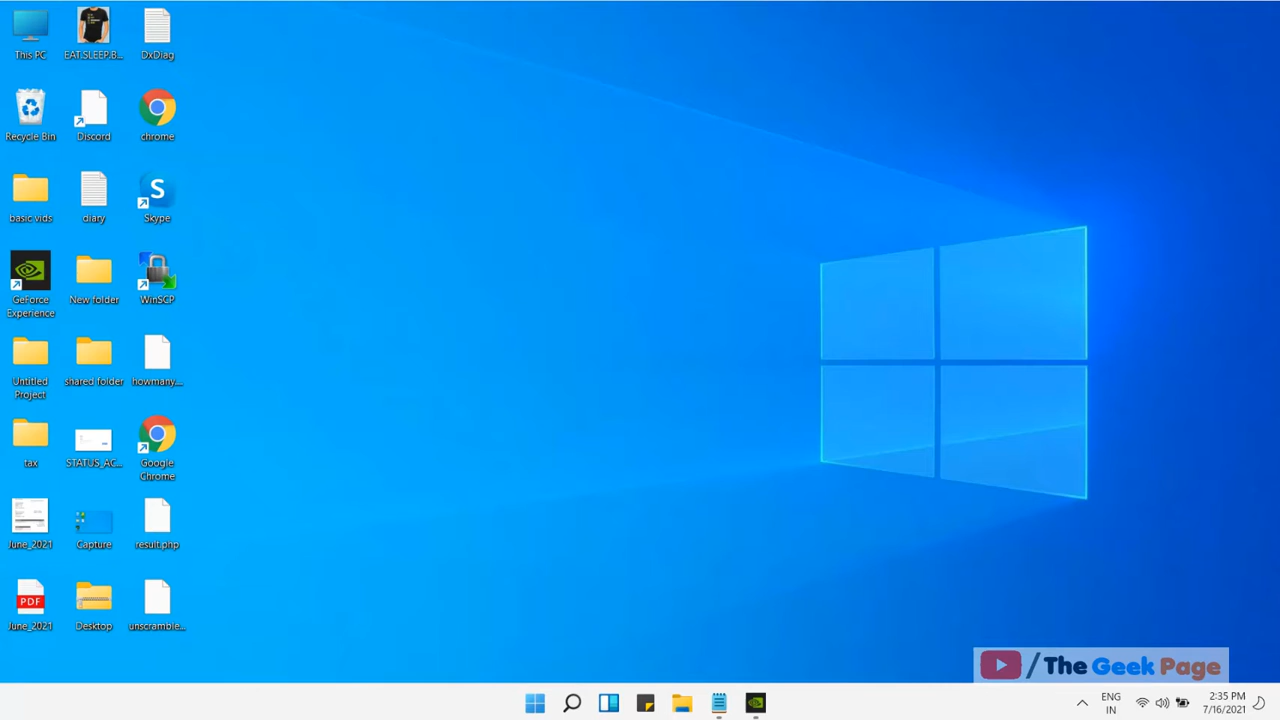 This PC
EAT.SLEEP.B...
DxDiag
Recycle Bin
Discord
chrome
basic vids
diary
Skype
GeForce
Experience
New folder
WinSCP
Untitled
Project
shared folder
howmany....
tax
STATUS_AC...
Google
Chrome
June_2021
Capture
result.php
PDF
June_2021
Desktop
unscramble...
The Geek Page
ENG
IN
2:35 PM
7/16/2021